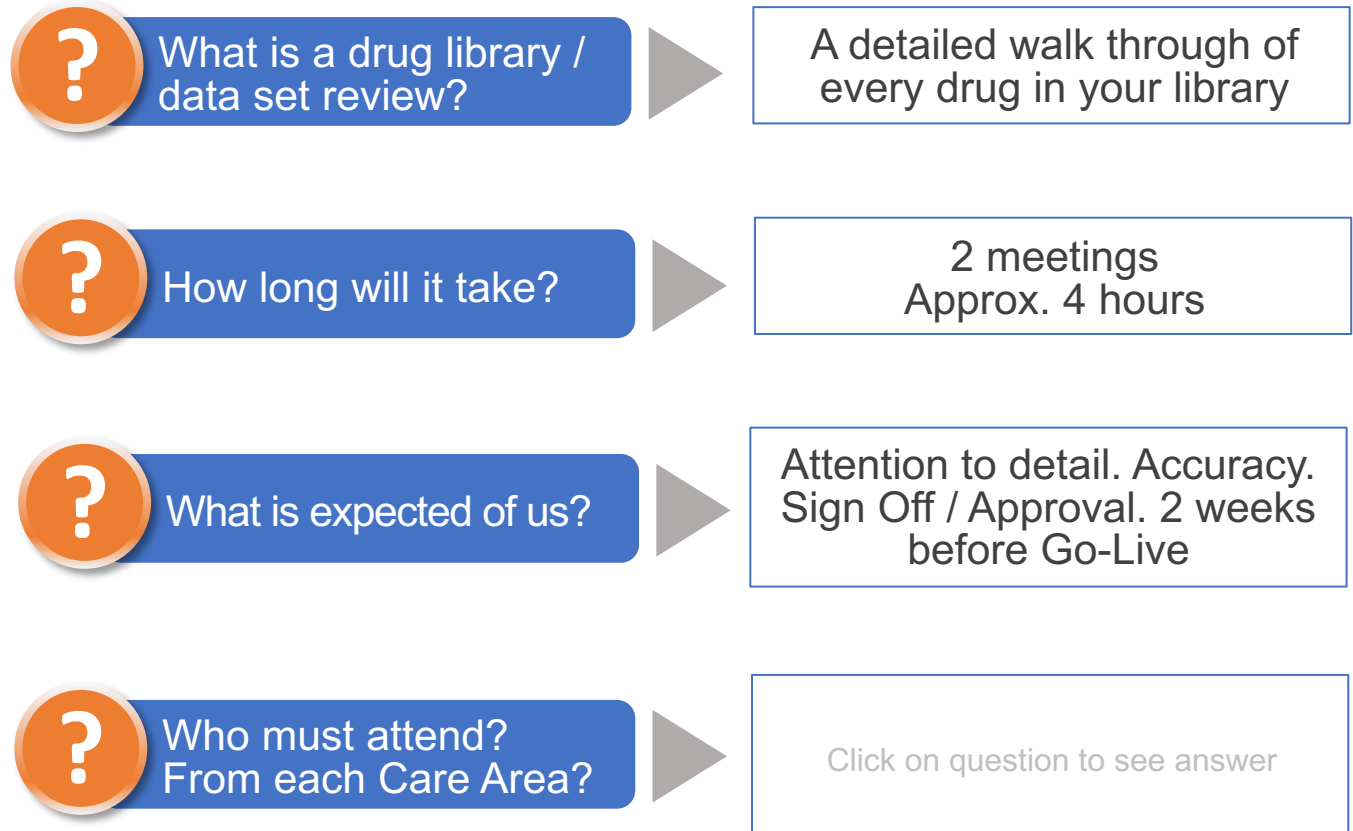 ?
What is a drug library /
data set review?
A detailed walk through of
every drug in your library
?
How long will it take?
2 meetings
Approx. 4 hours
?
What is expected of us?
Attention to detail. Accuracy.
Sign Off / Approval. 2 weeks
before Go-Live
?
Who must attend?
From each Care Area?
Click on question to see answer